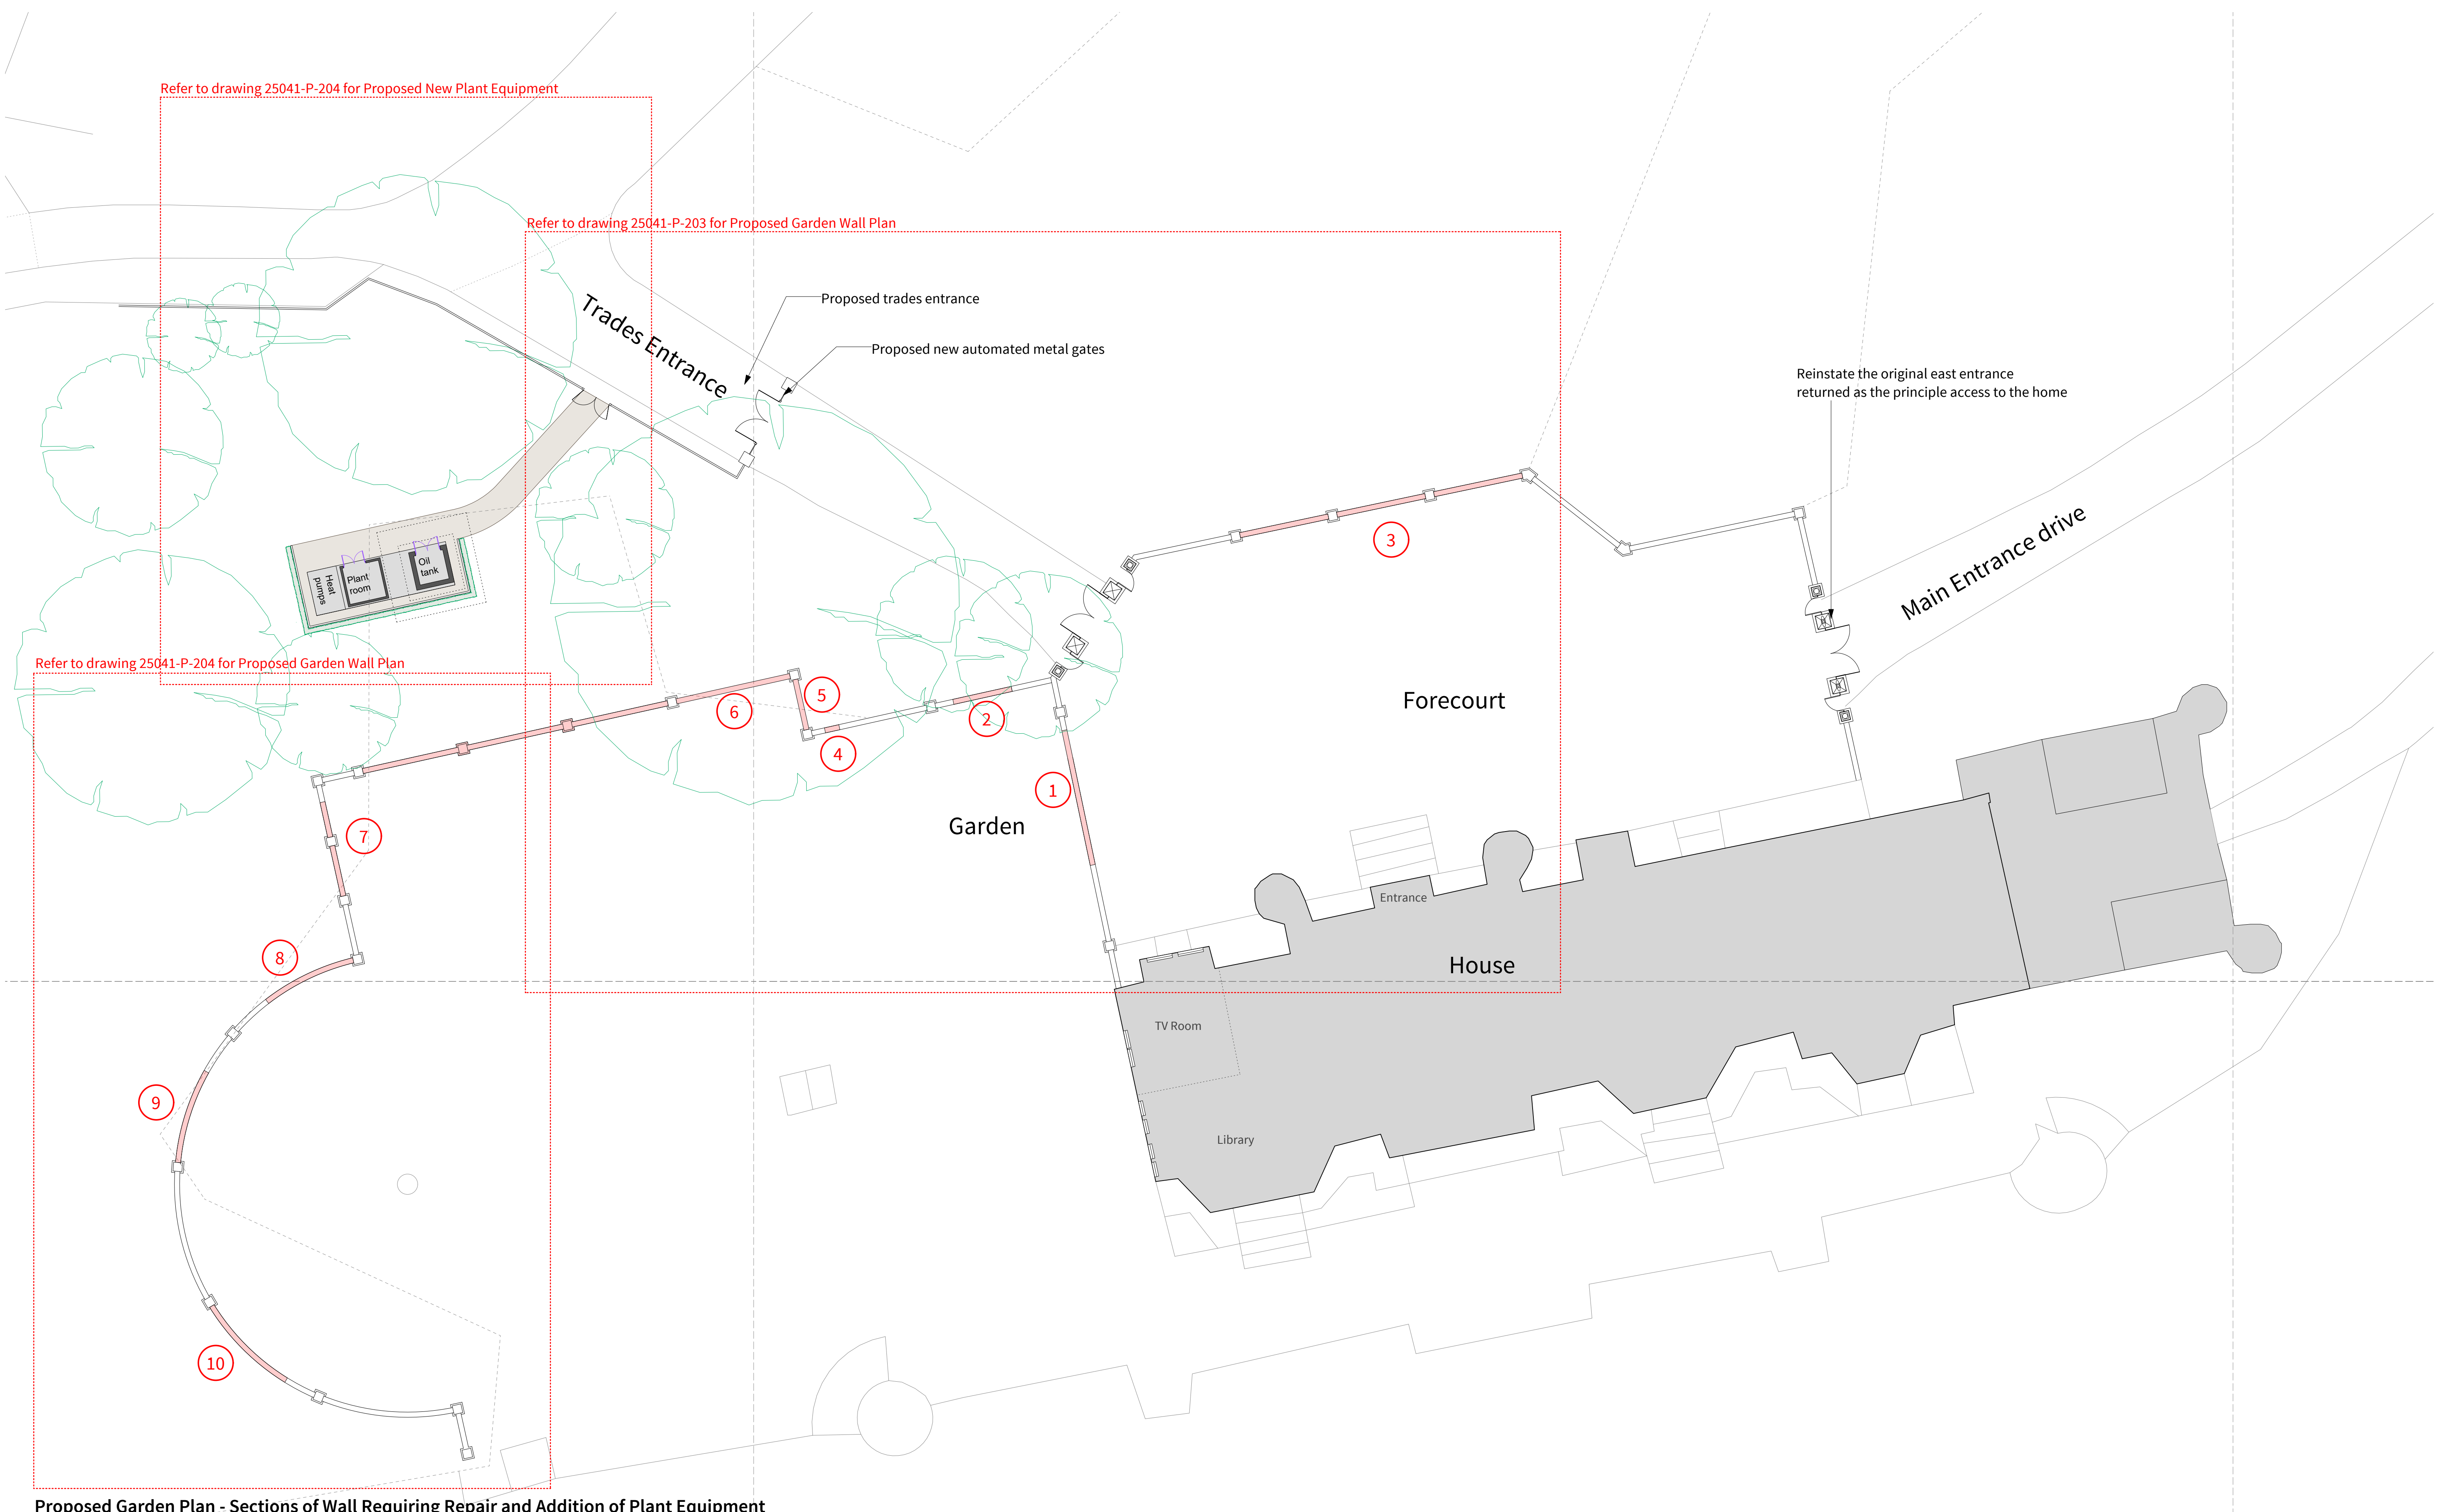 Refer to drawing 25041-P-204 for Proposed New Plant Equipment
Refer to drawing 25041-P-203 for Proposed Garden Wall Plan
Proposed trades entrance
Trades Entrance
Proposed new automated metal gates
Reinstate the original east entrance
returned as the principle access to the home
Main Entrance drive
3
Heat
pumps
Plant
room
Oil
tank
Refer to drawing 25041-P-204 for Proposed Garden Wall Plan
5
6
2
4
Forecourt
1
Garden
7
Entrance
8
House
TV Room
9
Library
10
Proposed Garden Plan - Sections of Wall Requiring Repair and Addition of Plant Equipment